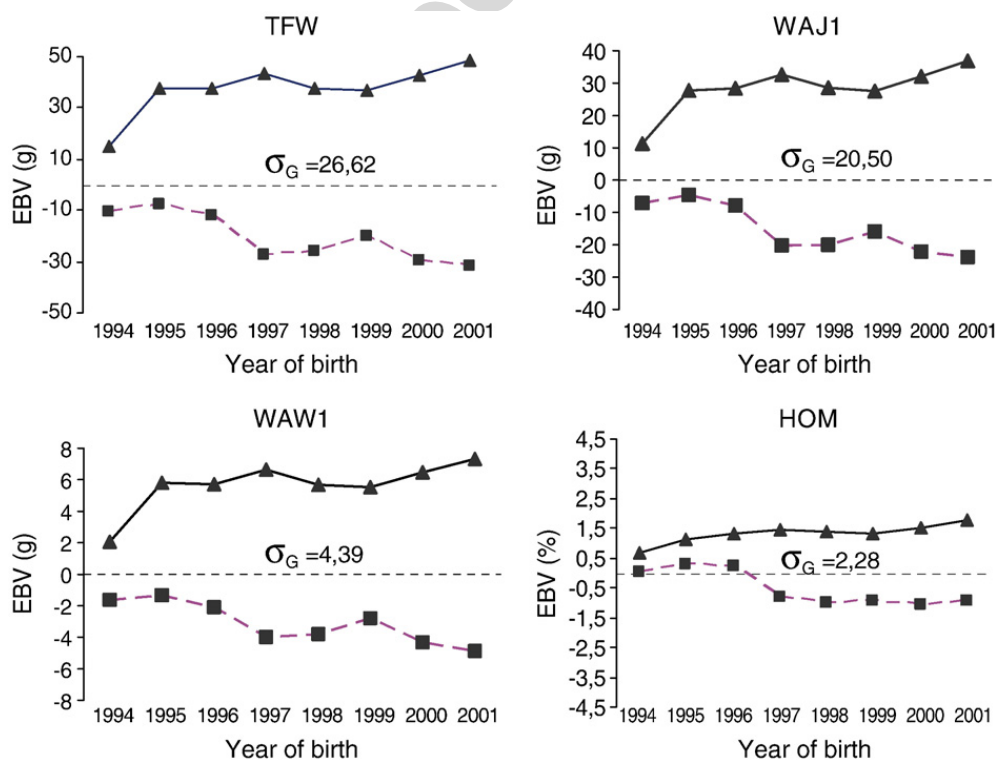 TFW
50
30
10
-10
-30
-50
EBV (g)
σG =26,62
1994 1995 1996 1997 1998 1999 2000 2001
Year of birth
WAJ1
40
30
20
10
0
-10
-20
-30
-40
EBV (g)
σG =20,50
1994 1995 1996 1997 1998 1999 2000 2001
Year of birth
WAW1
8
6
4
2
0
-2
-4
-6
-8
EBV (g)
σG =4,39
1994 1995 1996 1997 1998 1999 2000 2001
Year of birth
HOM
4,5
3,5
2,5
1,5
0,5
-0,5
-1,5
-2,5
-3,5
-4,5
EBV (%)
σG =2,28
1994 1995 1996 1997 1998 1999 2000 2001
Year of birth